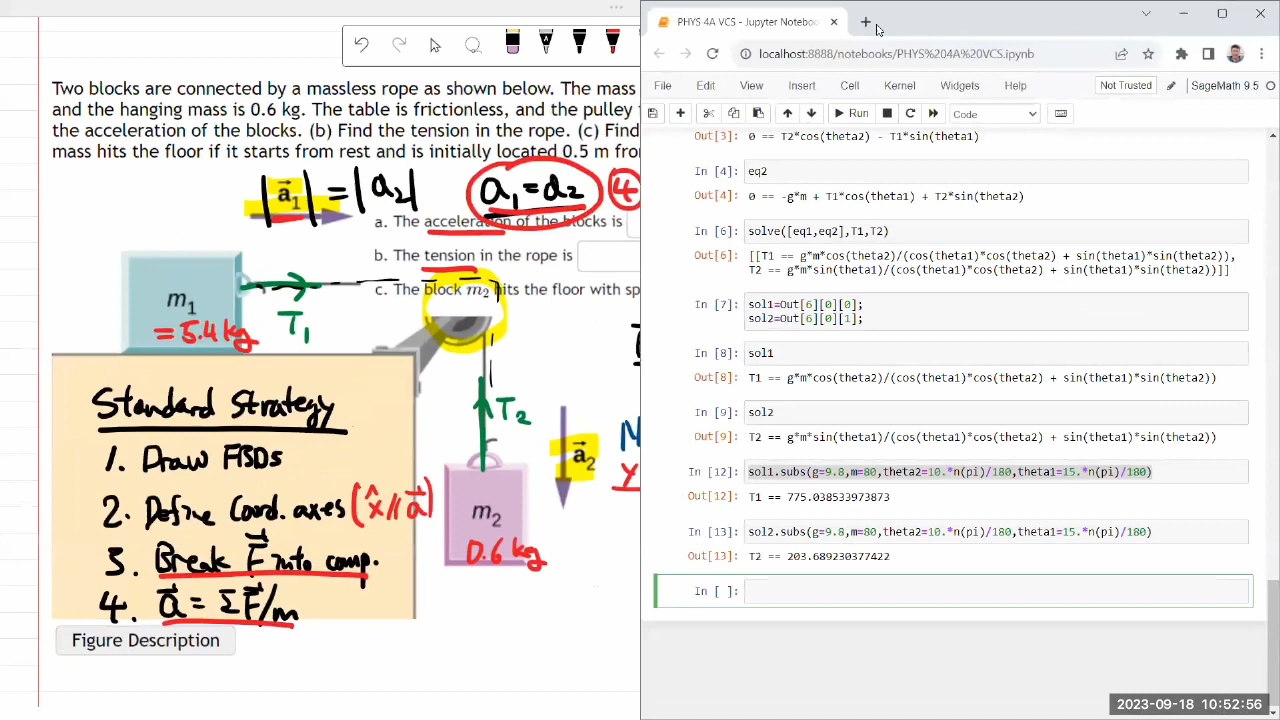 Two blocks are connected by a massless rope as shown below. The mass
and the hanging mass is 0.6 kg. The table is frictionless, and the pulley
the acceleration of the blocks. (b) Find the tension in the rope. (c) Find
mass hits the floor if it starts from rest and is initially located 0.5 m fro
|a⃗1| = |a2|
a1 = a2
4
a. The acceleration of the blocks is
b. The tension in the rope is
c. The block m2 hits the floor with sp
m1
= 5.4 kg
T1
T2
a⃗2
m2
0.6 kg
Standard Strategy
1. Draw FBDs
2. Define Coord. axes (x̂ // a⃗)
3. Break F⃗ into comp.
4. a⃗ = ΣF⃗/m
Figure Description
PHYS 4A VCS - Jupyter Notebo
localhost:8888/notebooks/PHYS%204A%20VCS.ipynb
File Edit View Insert Cell Kernel Widgets Help Not Trusted SageMath 9.5
Run Code
Out[3]: 0 == T2*cos(theta2) - T1*sin(theta1)
In [4]: eq2
Out[4]: 0 == -g*m + T1*cos(theta1) + T2*sin(theta2)
In [6]: solve([eq1,eq2],T1,T2)
Out[6]: [[T1 == g*m*cos(theta2)/(cos(theta1)*cos(theta2) + sin(theta1)*sin(theta2)),
T2 == g*m*sin(theta1)/(cos(theta1)*cos(theta2) + sin(theta1)*sin(theta2))]]
In [7]: sol1=Out[6][0][0];
sol2=Out[6][0][1];
In [8]: sol1
Out[8]: T1 == g*m*cos(theta2)/(cos(theta1)*cos(theta2) + sin(theta1)*sin(theta2))
In [9]: sol2
Out[9]: T2 == g*m*sin(theta1)/(cos(theta1)*cos(theta2) + sin(theta1)*sin(theta2))
In [12]: sol1.subs(g=9.8,m=80,theta2=10.*n(pi)/180,theta1=15.*n(pi)/180)
Out[12]: T1 == 775.038530973873
In [13]: sol2.subs(g=9.8,m=80,theta2=10.*n(pi)/180,theta1=15.*n(pi)/180)
Out[13]: T2 == 203.689230377422
In [ ]:
2023-09-18 10:52:56